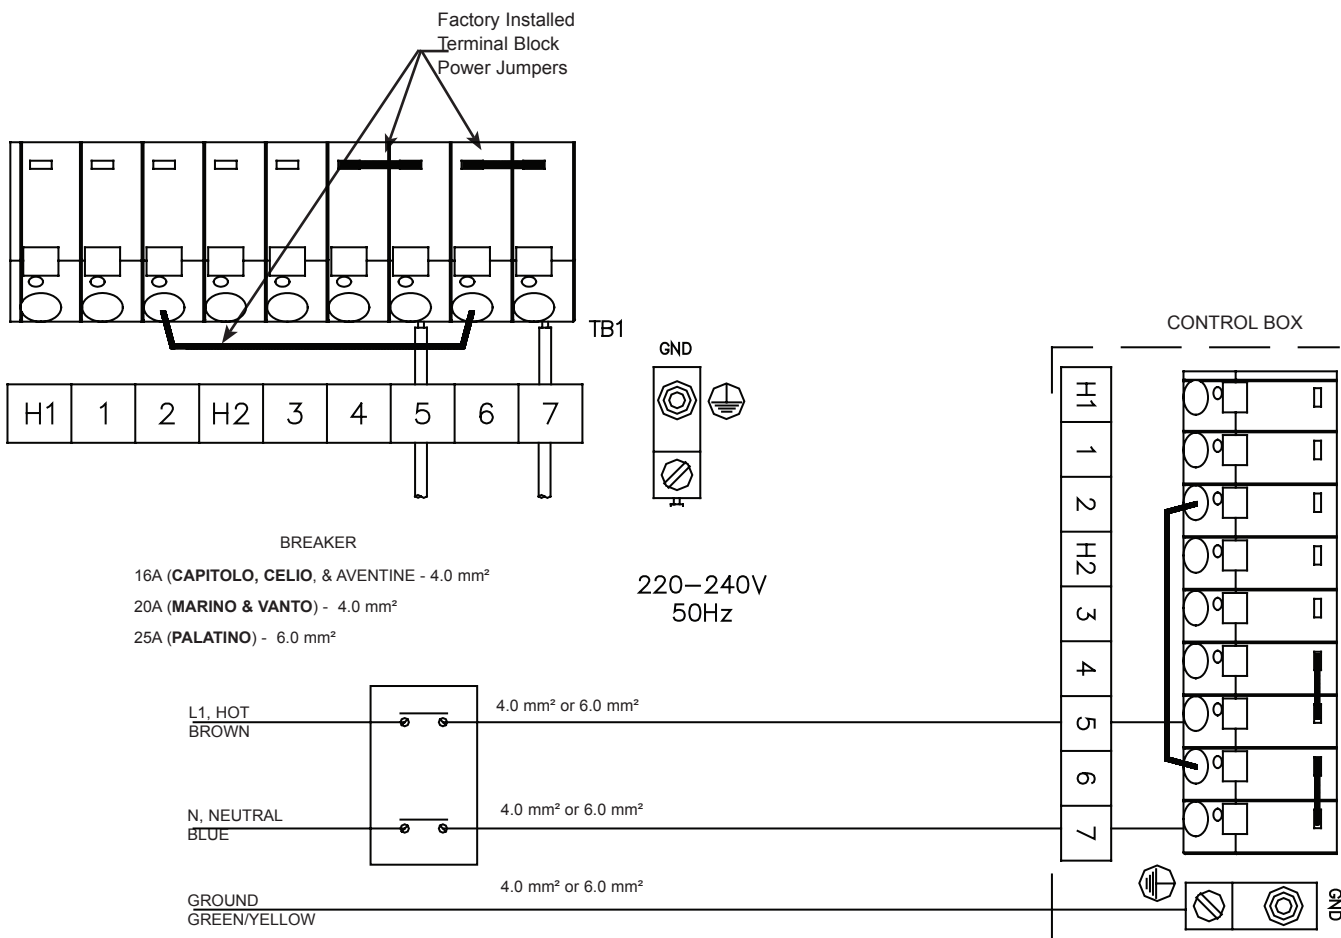 Factory Installed
Terminal Block
Power Jumpers
TB1
H1 1 2 H2 3 4 5 6 7
GND
BREAKER
16A (CAPITOLO, CELIO, & AVENTINE - 4.0 mm²
20A (MARINO & VANTO) - 4.0 mm²
25A (PALATINO) - 6.0 mm²
220–240V
50Hz
CONTROL BOX
H1
1
2
H2
3
4
5
6
7
L1, HOT
BROWN
4.0 mm² or 6.0 mm²
N, NEUTRAL
BLUE
4.0 mm² or 6.0 mm²
GROUND
GREEN/YELLOW
4.0 mm² or 6.0 mm²
GND